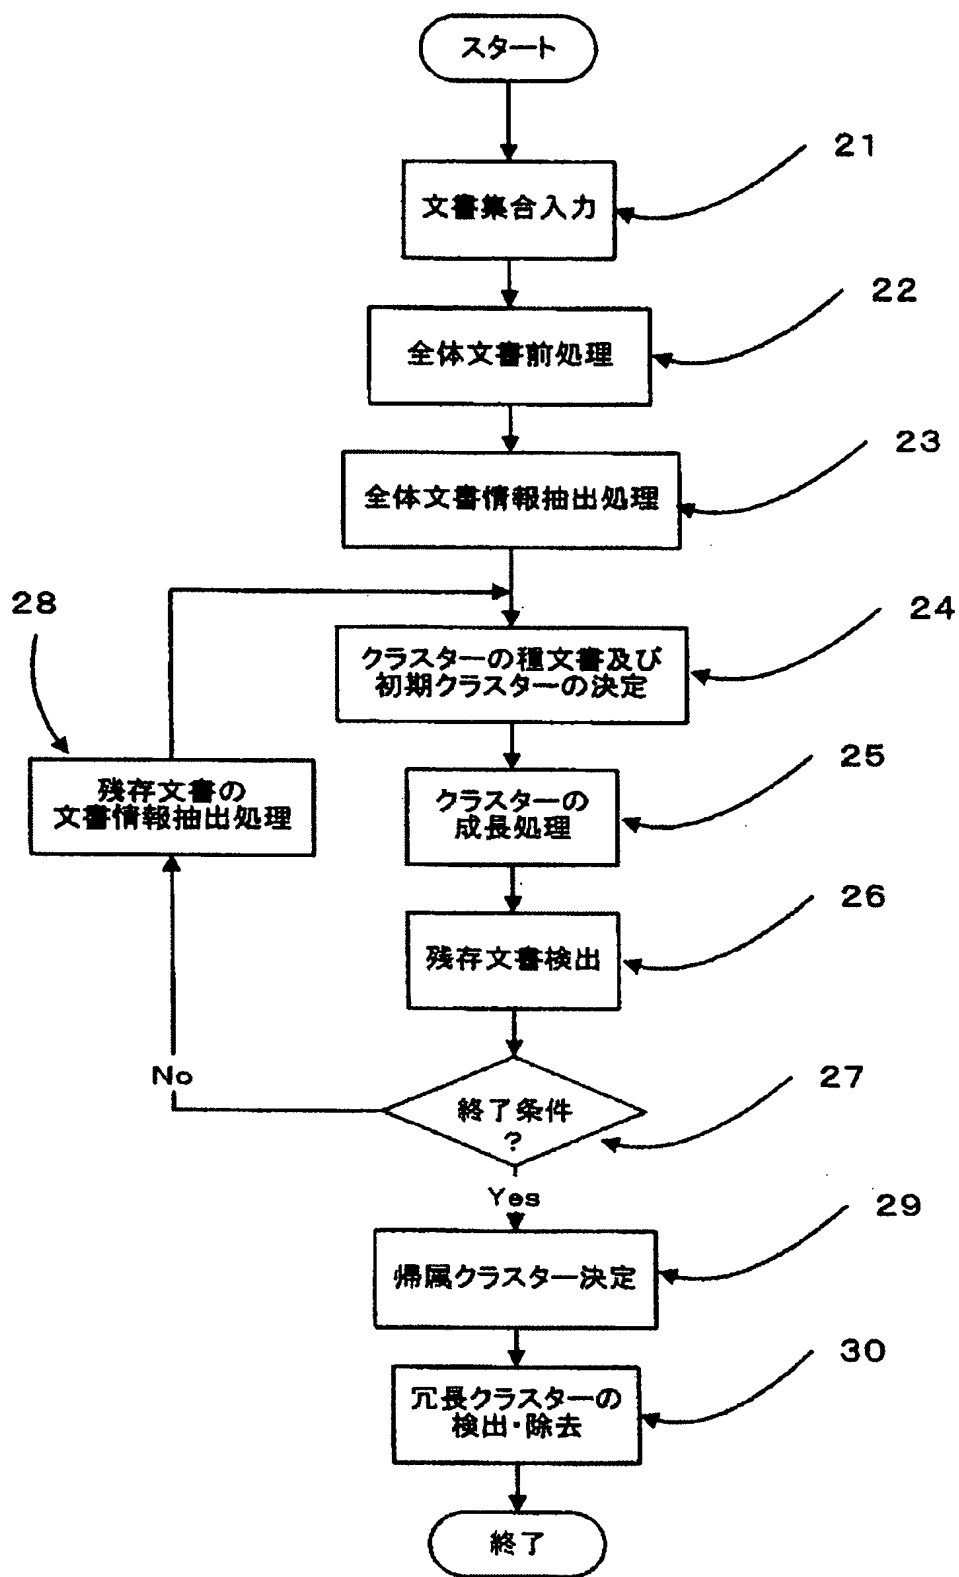 スタート
21
文書集合入力
22
全体文書前処理
23
全体文書情報抽出処理
28
24
クラスターの種文書及び
初期クラスターの決定
残存文書の
文書情報抽出処理
25
クラスターの
成長処理
26
残存文書検出
No
27
終了条件
?
Yes
29
帰属クラスター決定
30
冗長クラスターの
検出・除去
終了